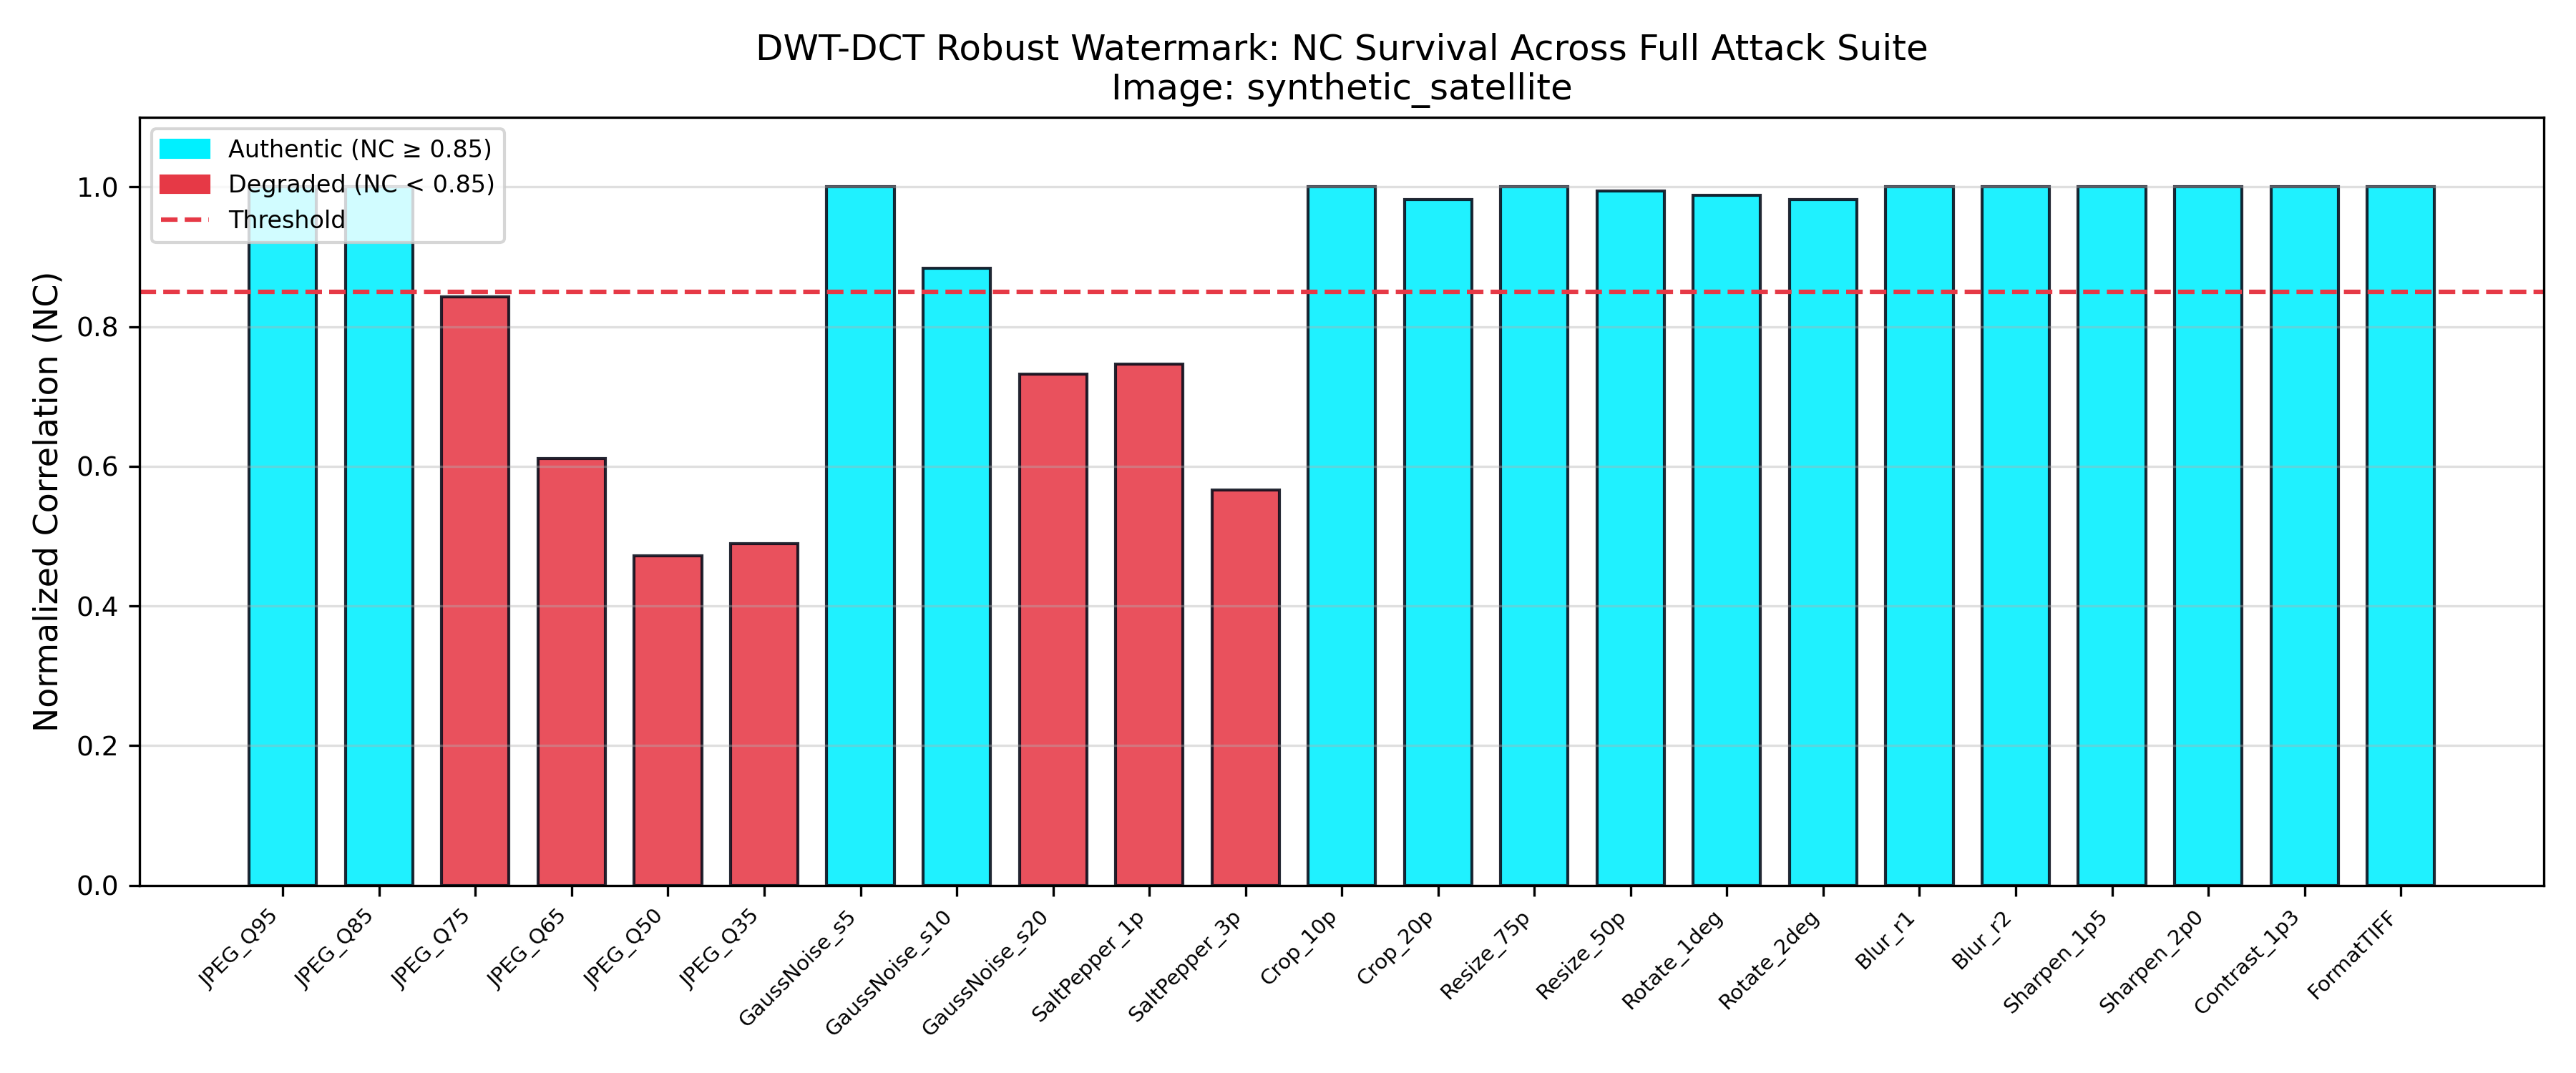 DWT-DCT Robust Watermark: NC Survival Across Full Attack Suite
Image: synthetic_satellite
Authentic (NC ≥ 0.85)
Degraded (NC < 0.85)
Threshold
Normalized Correlation (NC)
1.0
0.8
0.6
0.4
0.2
0.0
JPEG_Q95
JPEG_Q85
JPEG_Q75
JPEG_Q65
JPEG_Q50
JPEG_Q35
GaussNoise_s5
GaussNoise_s10
GaussNoise_s20
SaltPepper_1p
SaltPepper_3p
Crop_10p
Crop_20p
Resize_75p
Resize_50p
Rotate_1deg
Rotate_2deg
Blur_r1
Blur_r2
Sharpen_1p5
Sharpen_2p0
Contrast_1p3
FormatTIFF